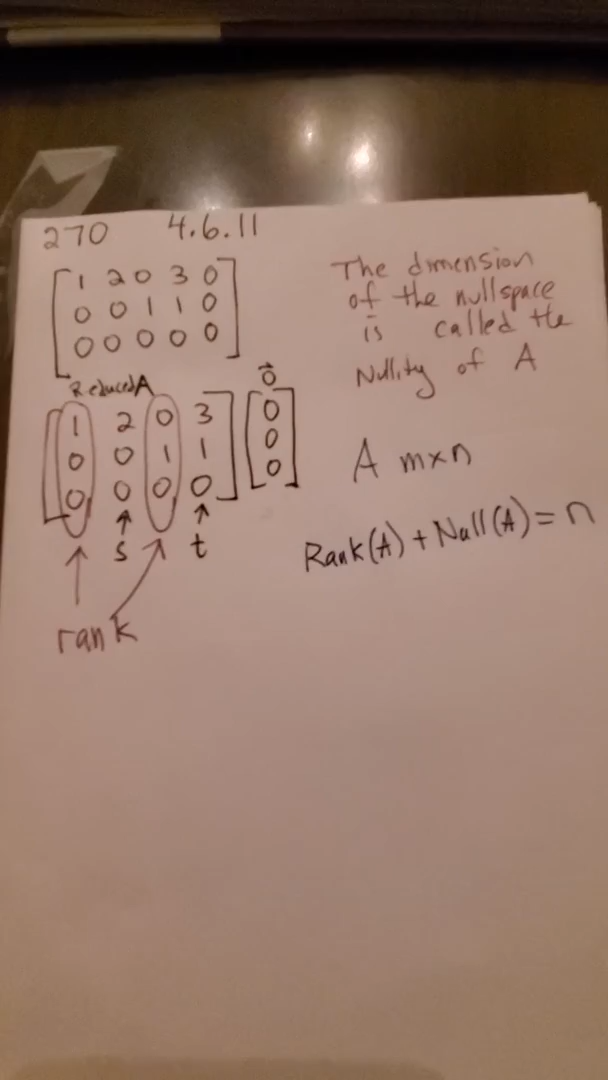 270 4.6.11
1 2 0 3 0
0 0 1 1 0
0 0 0 0 0
The dimension
of the nullspace
is called the
Nullity of A
ReducedA 0⃗
1 2 0 3 0
0 0 1 1 0
0 0 0 0 0
s t
rank
A m×n
Rank(A) + Null(A) = n